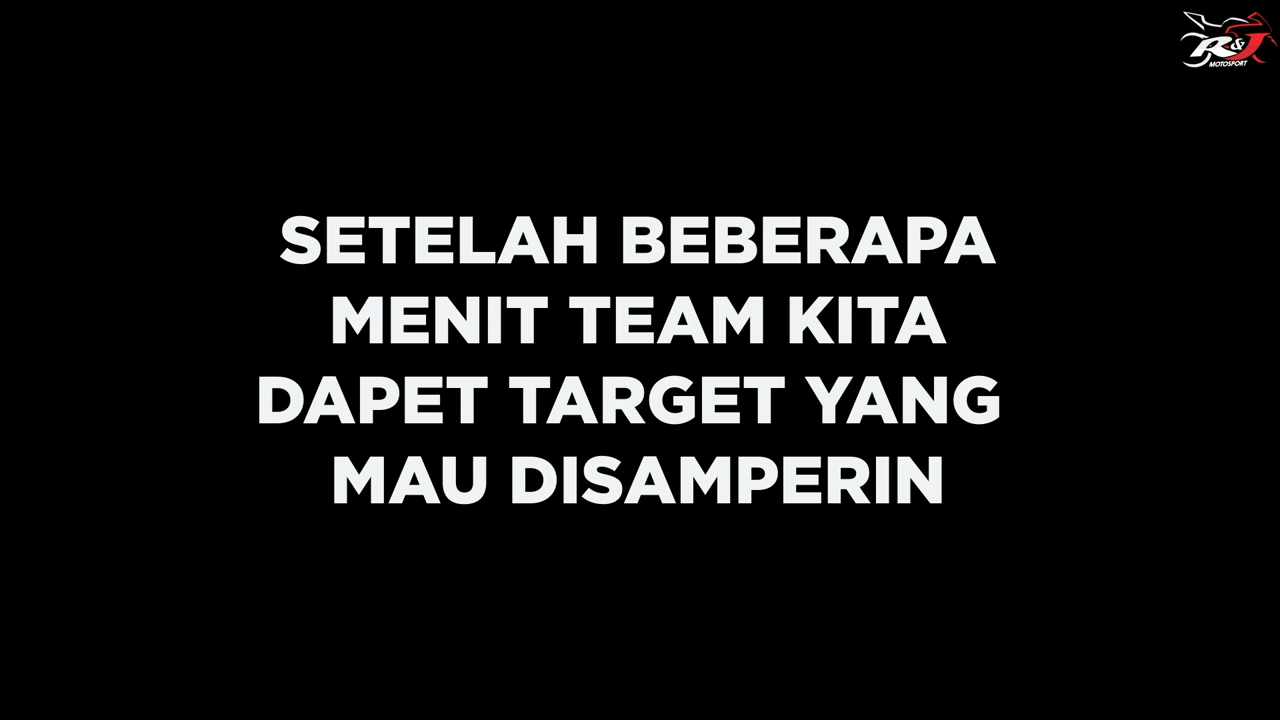 R&J
MOTOSPORT
SETELAH BEBERAPA
MENIT TEAM KITA
DAPET TARGET YANG
MAU DISAMPERIN